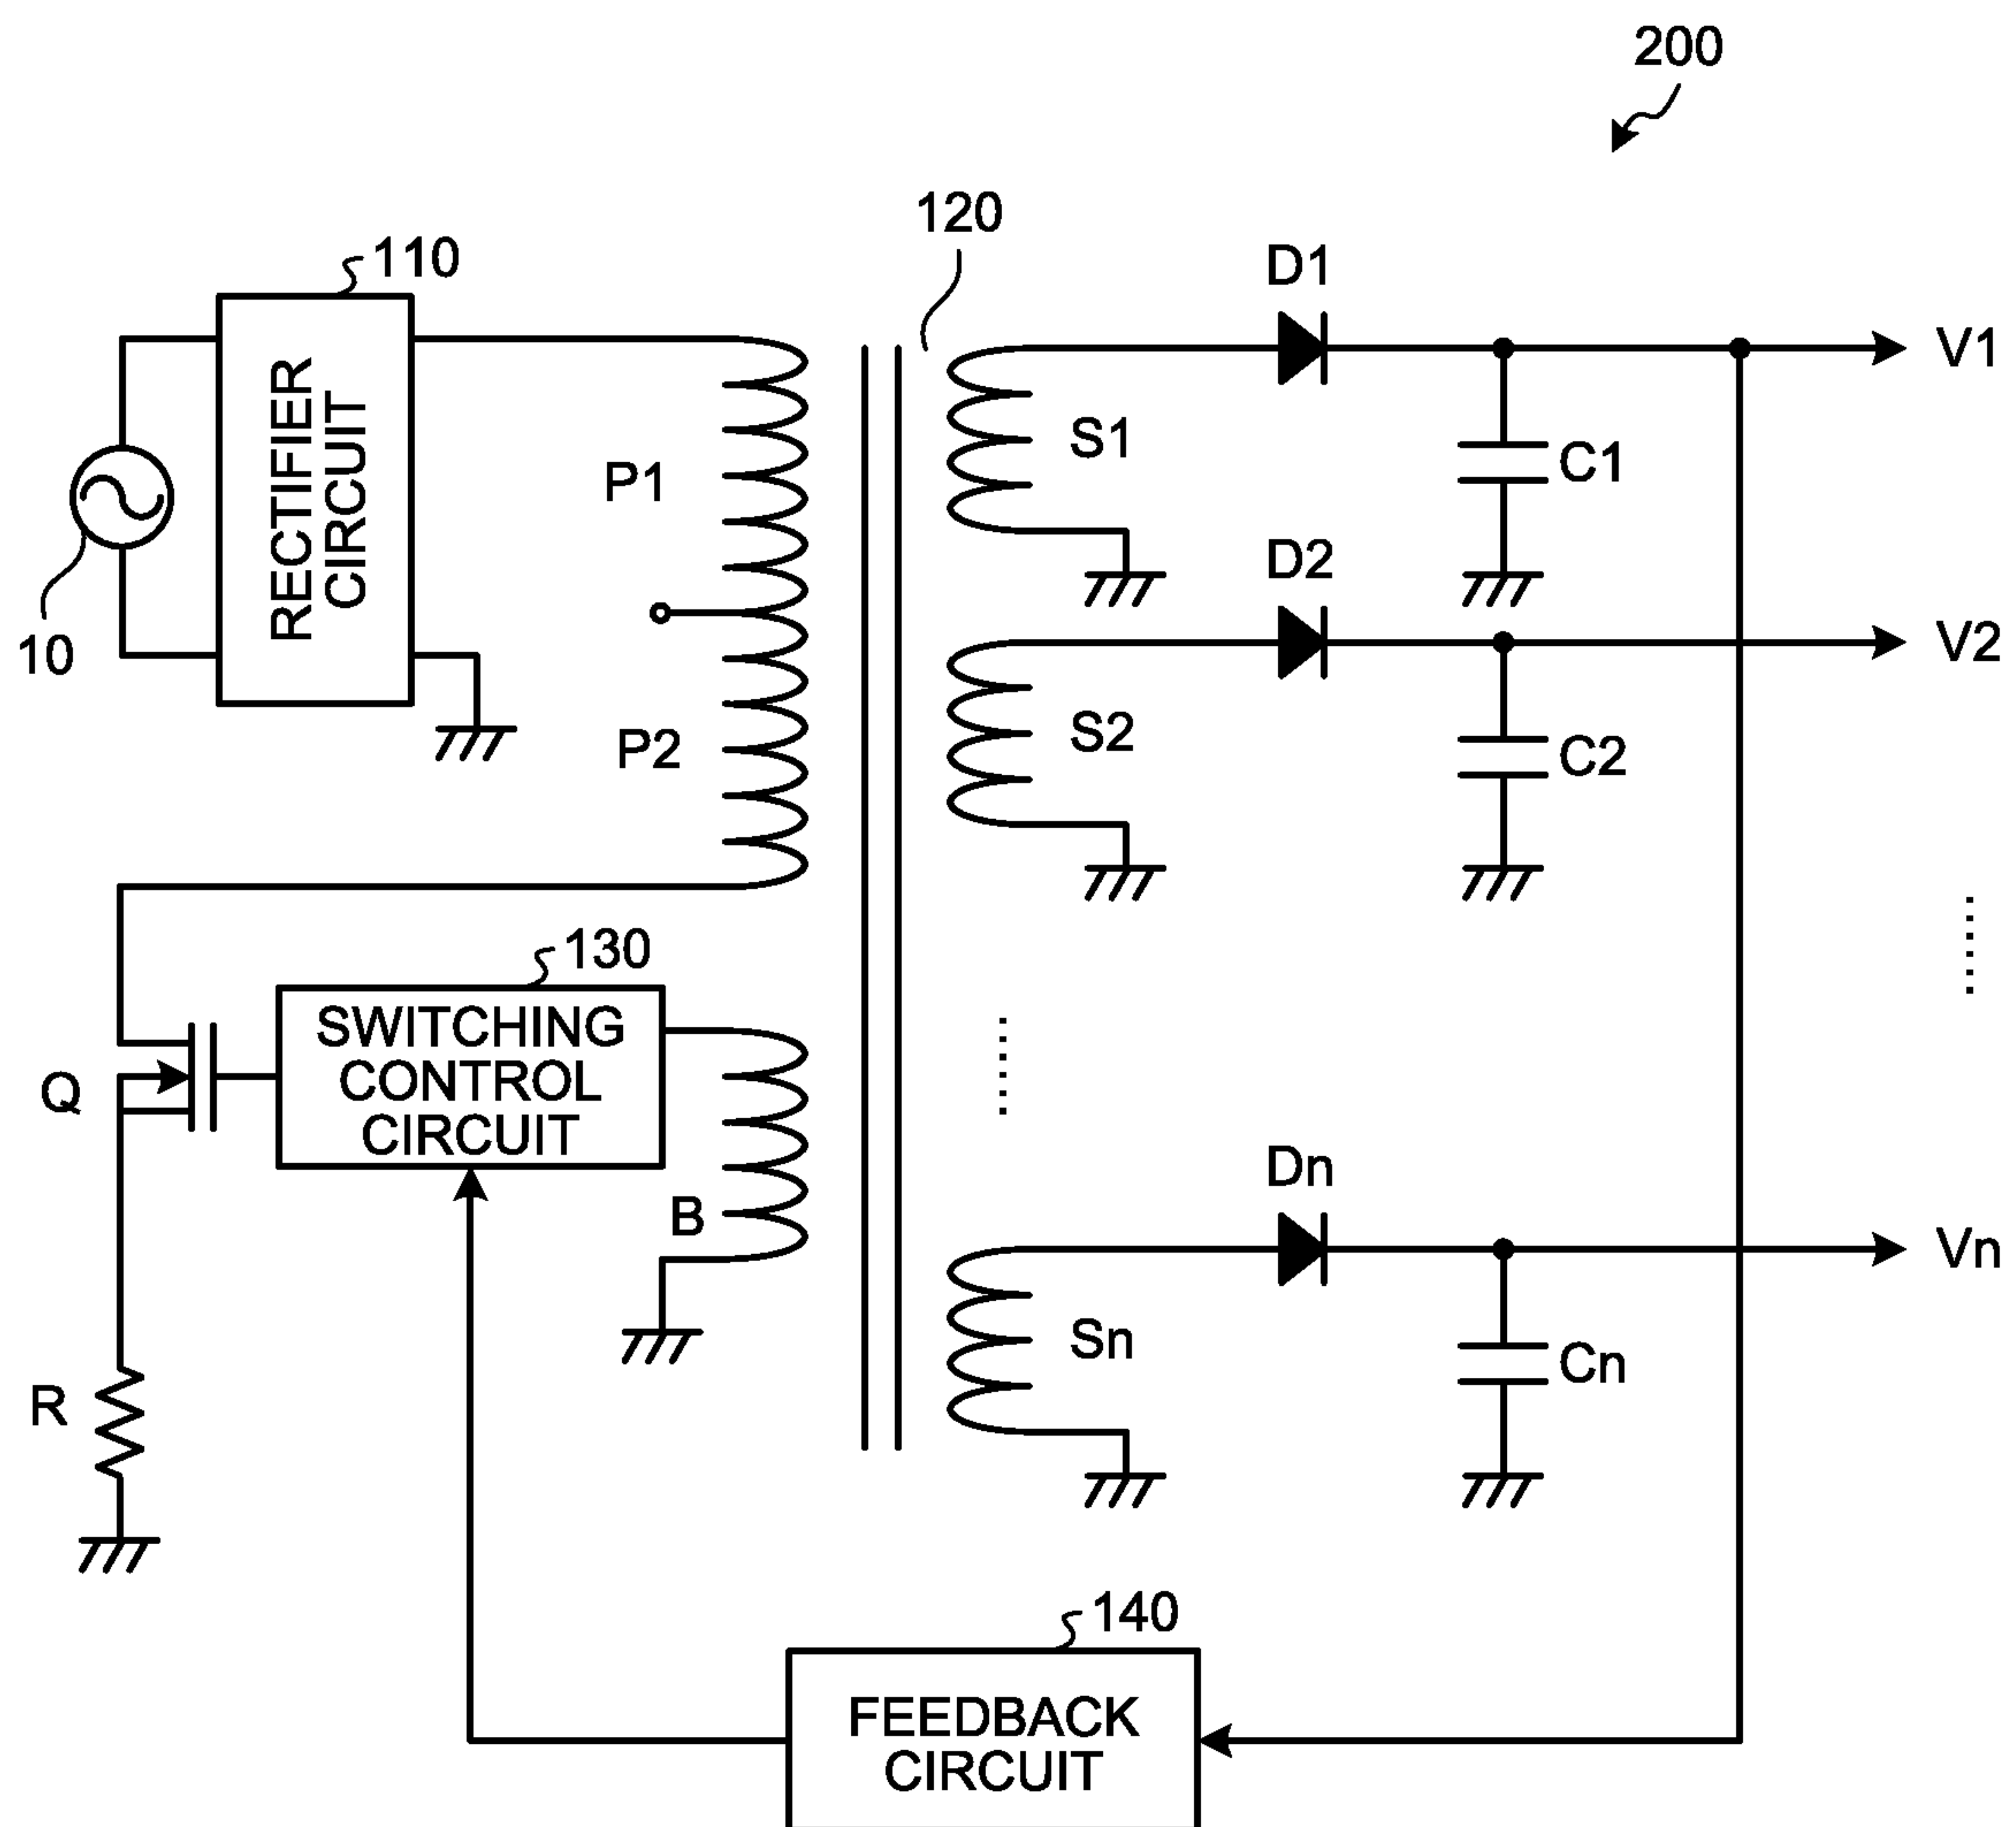 200
120
110
D1
V1
RECTIFIER
CIRCUIT
P1
S1
C1
10
D2
V2
P2
S2
C2
130
SWITCHING
CONTROL
CIRCUIT
Q
B
Dn
Vn
Sn
Cn
R
140
FEEDBACK
CIRCUIT